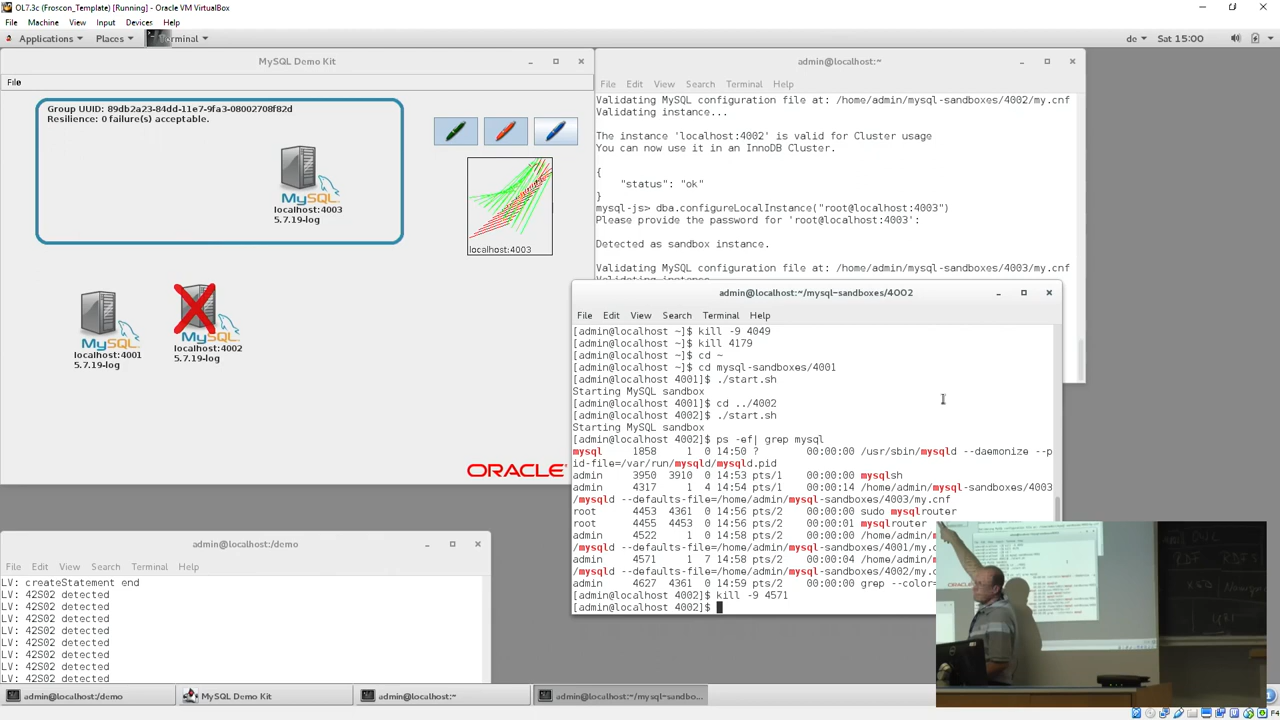 OL7.3c (Froscon_Template) [Running] - Oracle VM VirtualBox
File Machine View Input Devices Help
Applications Places Terminal de Sat 15:00
MySQL Demo Kit
File
Group UUID: 89db2a23-84dd-11e7-9fa3-08002708f82d
Resilience: 0 failure(s) acceptable.
MySQL
localhost:4003
5.7.19-log
localhost:4003
MySQL
localhost:4001
5.7.19-log
MySQL
localhost:4002
5.7.19-log
ORACLE
admin@localhost:~
File Edit View Search Terminal Help
Validating MySQL configuration file at: /home/admin/mysql-sandboxes/4002/my.cnf
Validating instance...
The instance 'localhost:4002' is valid for Cluster usage
You can now use it in an InnoDB Cluster.
{
"status": "ok"
}
mysql-js> dba.configureLocalInstance("root@localhost:4003")
Please provide the password for 'root@localhost:4003':
Detected as sandbox instance.
Validating MySQL configuration file at: /home/admin/mysql-sandboxes/4003/my.cnf
admin@localhost:~/mysql-sandboxes/4002
File Edit View Search Terminal Help
[admin@localhost ~]$ kill -9 4049
[admin@localhost ~]$ kill 4179
[admin@localhost ~]$ cd ~
[admin@localhost ~]$ cd mysql-sandboxes/4001
[admin@localhost 4001]$ ./start.sh
Starting MySQL sandbox
[admin@localhost 4001]$ cd ../4002
[admin@localhost 4002]$ ./start.sh
Starting MySQL sandbox
[admin@localhost 4002]$ ps -ef| grep mysql
mysql 1858 1 0 14:50 ? 00:00:00 /usr/sbin/mysqld --daemonize --p
id-file=/var/run/mysqld/mysqld.pid
admin 3950 3910 0 14:53 pts/1 00:00:00 mysqlsh
admin 4317 1 4 14:54 pts/1 00:00:14 /home/admin/mysql-sandboxes/4003
/mysqld --defaults-file=/home/admin/mysql-sandboxes/4003/my.cnf
root 4453 4361 0 14:56 pts/2 00:00:00 sudo mysqlrouter
root 4455 4453 0 14:56 pts/2 00:00:01 mysqlrouter
admin 4522 1 14:56 pts/2 00:00:0 /home/adm
/mysqld --defaults-file=/home/admin/mysql-sandboxes/4001/my.c
admin 4571 1 7 14:58 pts/2 00:00:04 /home/adm
/mysqld --defaults-file=/home/admin/mysql-sandboxes/4002/my.c
admin 4627 4361 0 14:59 pts/2 00:00:00 grep --color=
[admin@localhost 4002]$ kill -9 4571
[admin@localhost 4002]$
admin@localhost:/demo
File Edit View Search Terminal Help
LV: createStatement end
LV: 42S02 detected
LV: 42S02 detected
LV: 42S02 detected
LV: 42S02 detected
LV: 42S02 detected
LV: 42S02 detected
LV: 42S02 detected
LV: 42S02 detected
admin@localhost:/demo MySQL Demo Kit admin@localhost:~ admin@localhost:~/mysql-sandbo...